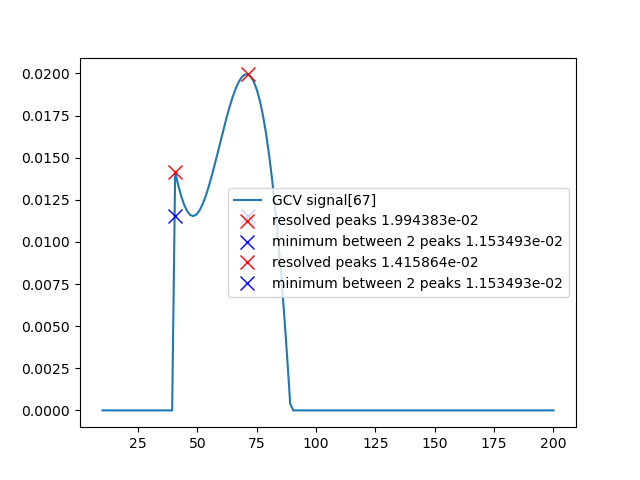 0.0200
0.0175
0.0150
0.0125
0.0100
0.0075
0.0050
0.0025
0.0000
GCV signal[67]
resolved peaks 1.994383e-02
minimum between 2 peaks 1.153493e-02
resolved peaks 1.415864e-02
minimum between 2 peaks 1.153493e-02
25 50 75 100 125 150 175 200